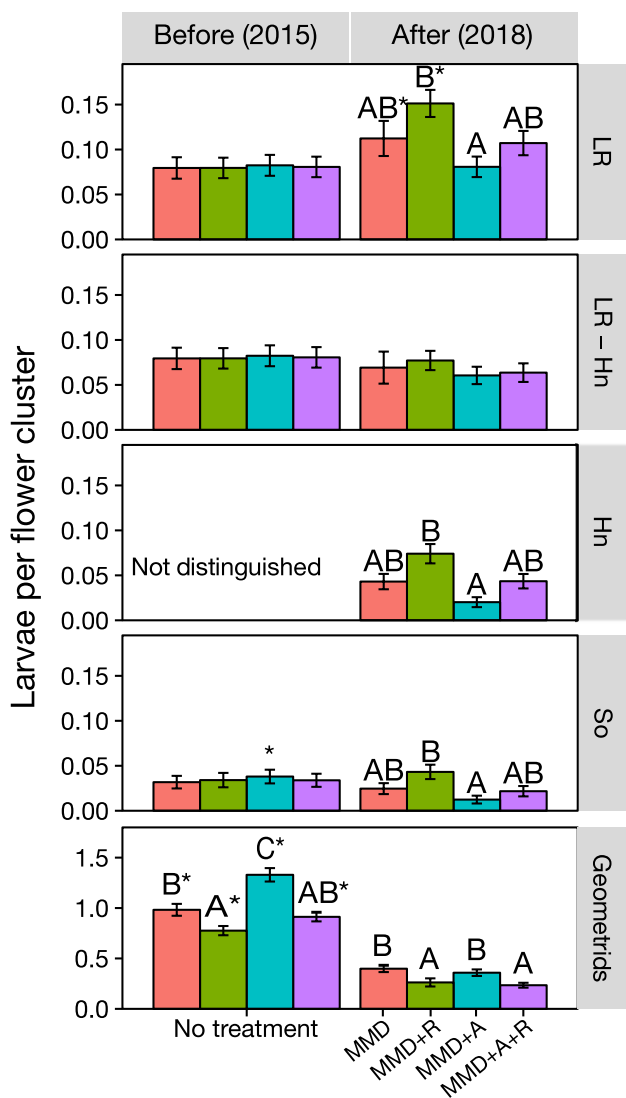 Before (2015) After (2018)
Larvae per flower cluster
0.15
0.10
0.05
0.00
AB* B* A AB
LR
0.15
0.10
0.05
0.00
LR – Hn
0.15
0.10
0.05
0.00
Not distinguished
AB B A AB
Hn
0.15
0.10
0.05
0.00
*
AB B A AB
So
1.5
1.0
0.5
0.0
B* A* C* AB*
B A B A
Geometrids
No treatment
MMD
MMD+R
MMD+A
MMD+A+R